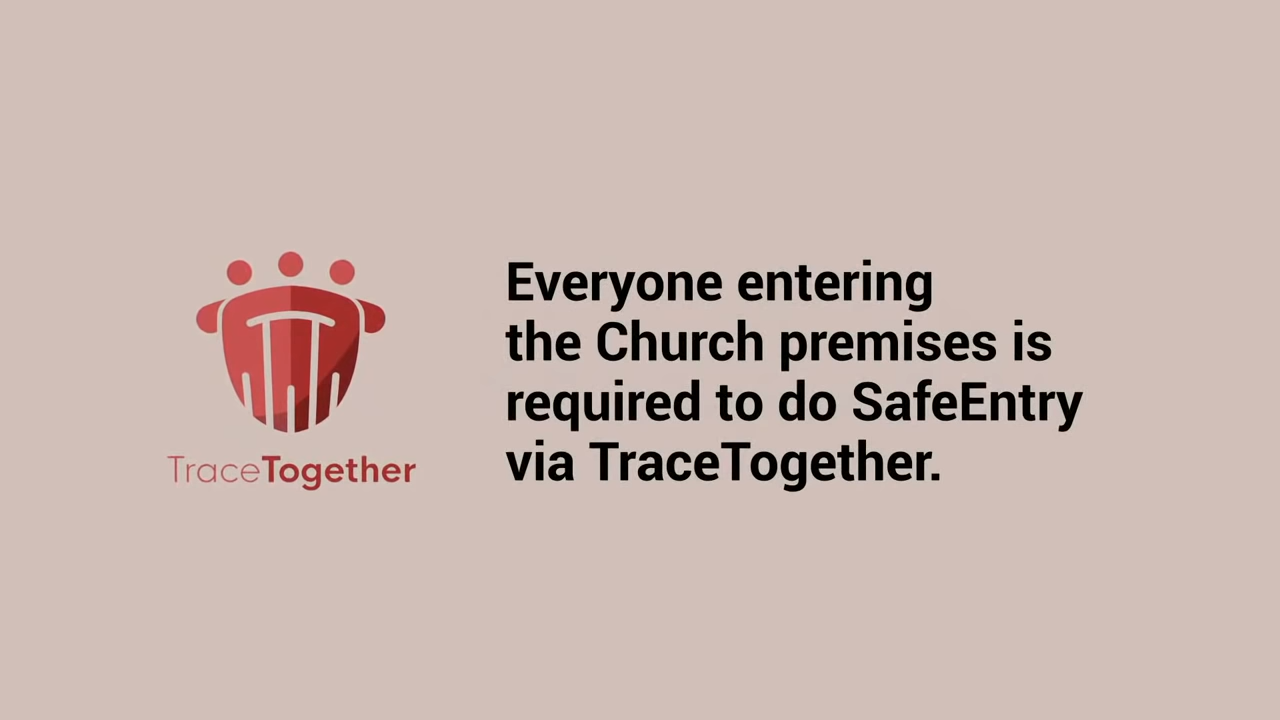 Everyone entering
the Church premises is
required to do SafeEntry
via TraceTogether.
TraceTogether